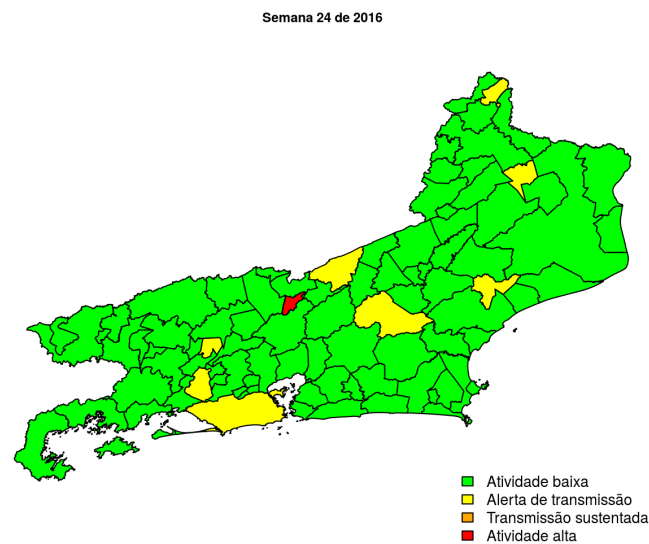 Semana 24 de 2016
Atividade baixa
Alerta de transmissão
Transmissão sustentada
Atividade alta